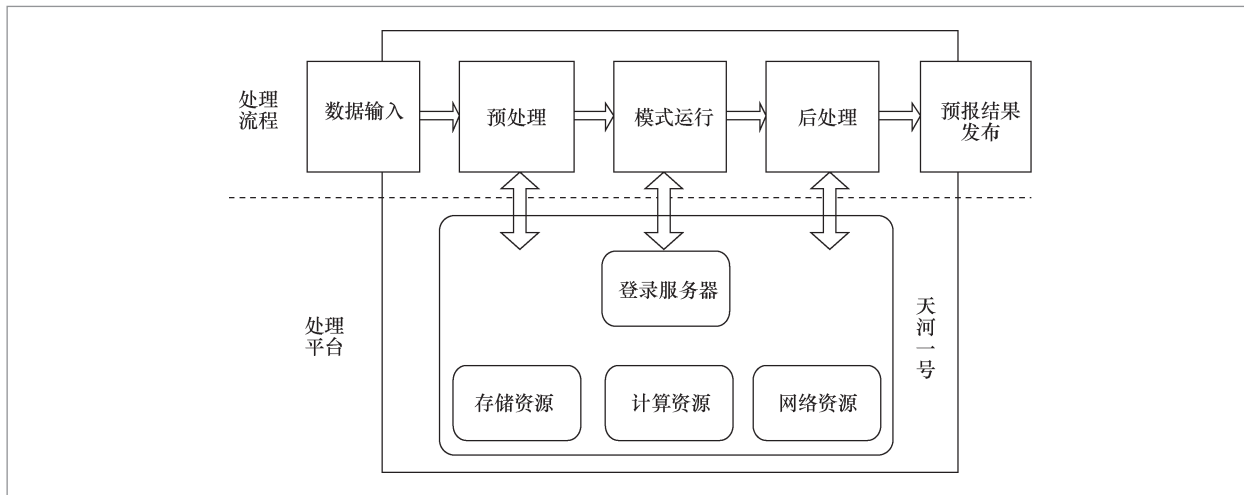 处理
流程
数据输入
预处理
模式运行
后处理
预报结果
发布
登录服务器
处理
平台
天
河
一
号
存储资源
计算资源
网络资源